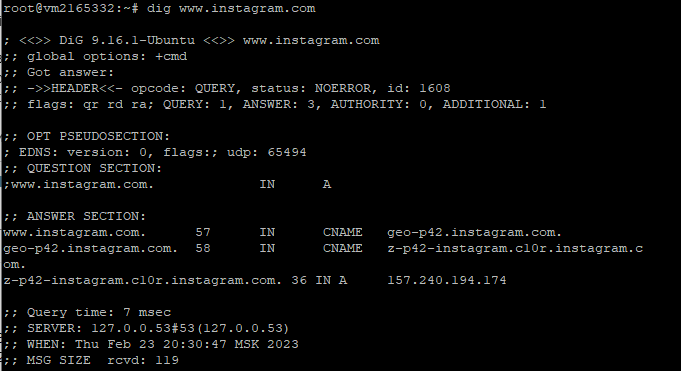 root@vm2165332:~# dig www.instagram.com
; <<>> DiG 9.16.1-Ubuntu <<>> www.instagram.com
;; global options: +cmd
;; Got answer:
;; ->>HEADER<<- opcode: QUERY, status: NOERROR, id: 1608
;; flags: qr rd ra; QUERY: 1, ANSWER: 3, AUTHORITY: 0, ADDITIONAL: 1
;; OPT PSEUDOSECTION:
; EDNS: version: 0, flags:; udp: 65494
;; QUESTION SECTION:
;www.instagram.com. IN A
;; ANSWER SECTION:
www.instagram.com. 57 IN CNAME geo-p42.instagram.com.
geo-p42.instagram.com. 58 IN CNAME z-p42-instagram.c10r.instagram.c
om.
z-p42-instagram.c10r.instagram.com. 36 IN A 157.240.194.174
;; Query time: 7 msec
;; SERVER: 127.0.0.53#53(127.0.0.53)
;; WHEN: Thu Feb 23 20:30:47 MSK 2023
;; MSG SIZE rcvd: 119